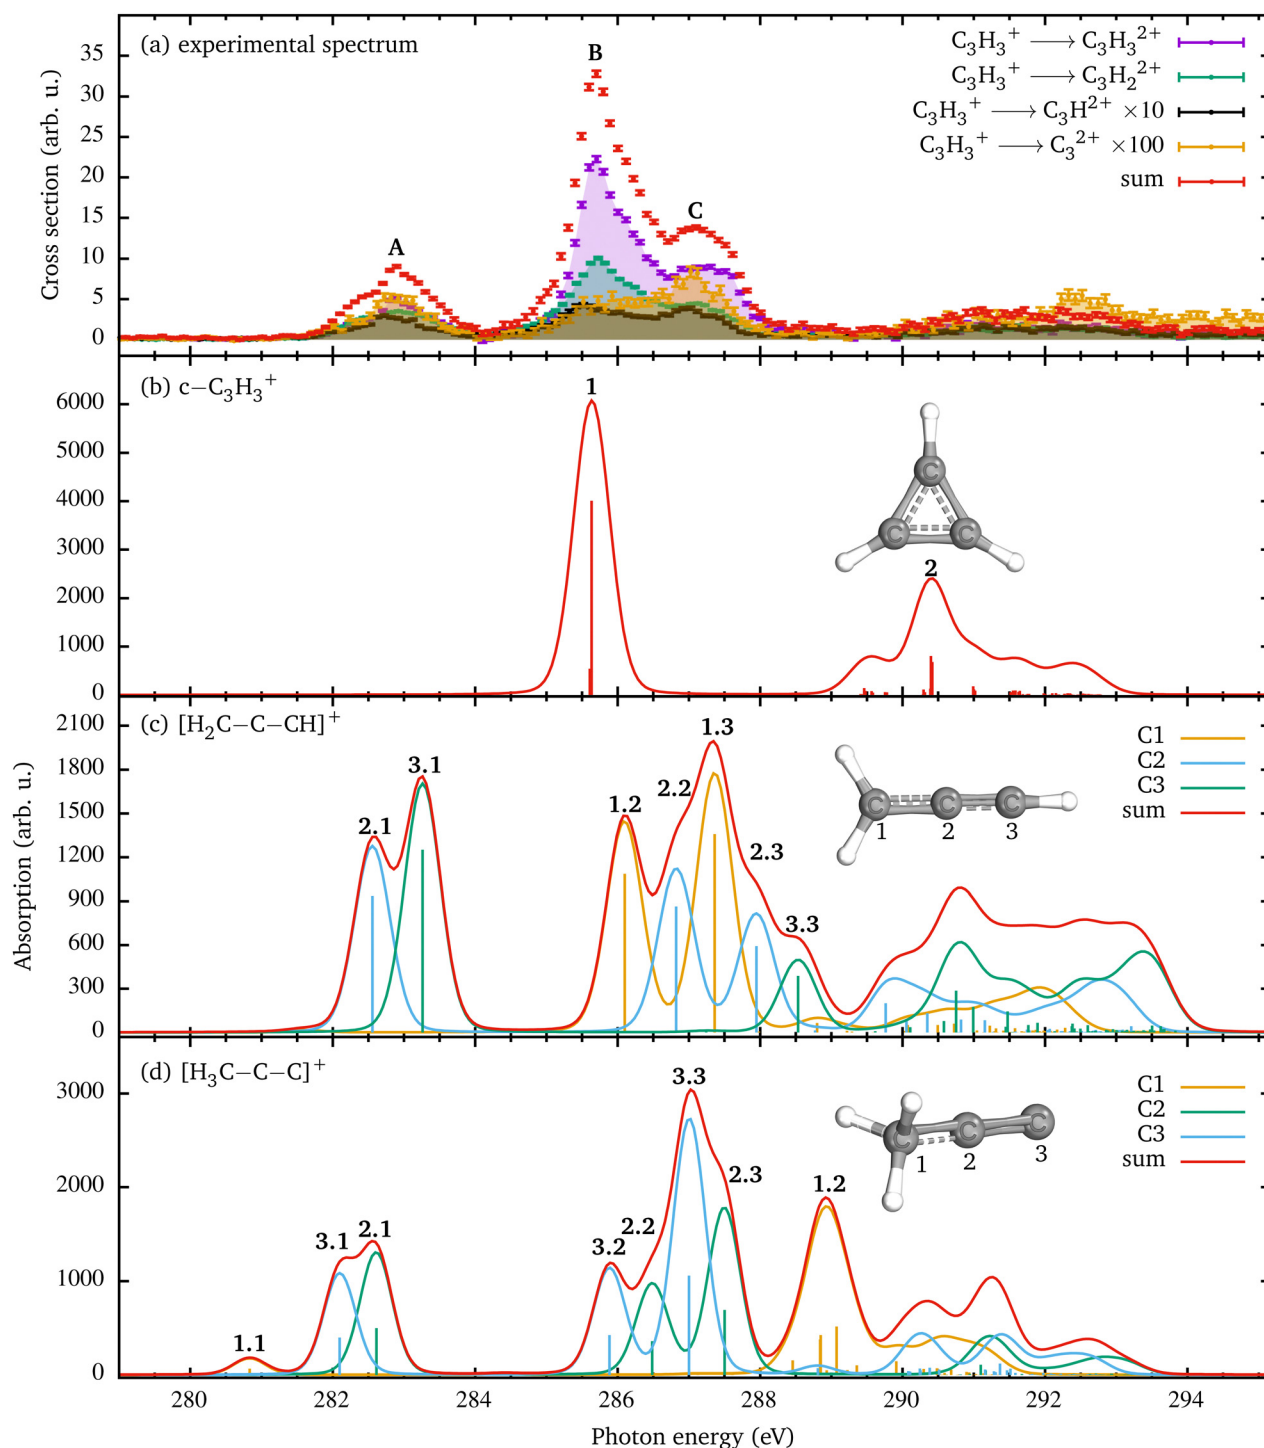 (a) experimental spectrum
C₃H₃⁺ ⟶ C₃H₃²⁺
C₃H₃⁺ ⟶ C₃H₂²⁺
C₃H₃⁺ ⟶ C₃H²⁺ ×10
C₃H₃⁺ ⟶ C₃²⁺ ×100
sum
A
B
C
Cross section (arb. u.)
35
30
25
20
15
10
5
0
(b) c−C₃H₃⁺
1
2
C
C
C
6000
5000
4000
3000
2000
1000
0
Absorption (arb. u.)
(c) [H₂C−C−CH]⁺
2.1
3.1
1.2
2.2
1.3
2.3
3.3
C C C
1 2 3
C1
C2
C3
sum
2100
1800
1500
1200
900
600
300
0
(d) [H₃C−C−C]⁺
1.1
3.1
2.1
3.2
2.2
3.3
2.3
1.2
C C C
1 2 3
C1
C2
C3
sum
3000
2000
1000
0
280 282 284 286 288 290 292 294
Photon energy (eV)